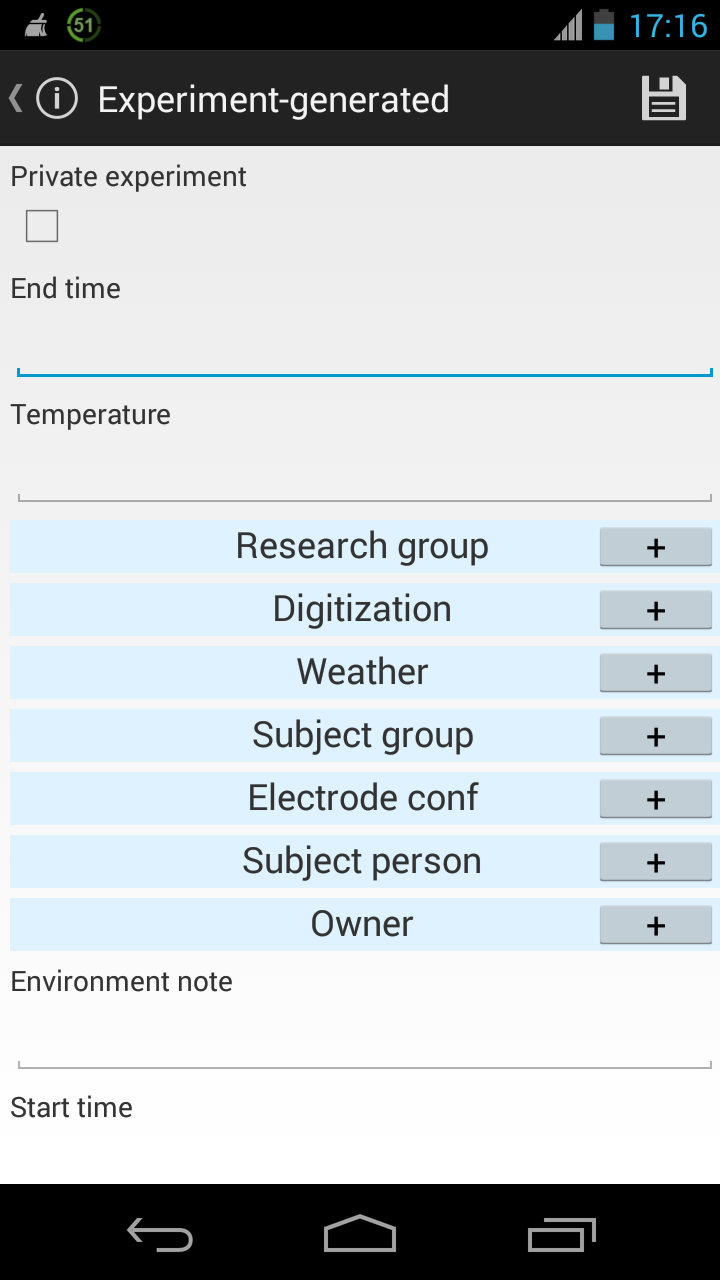 51
17:16
Experiment-generated
Private experiment
End time
Temperature
Research group +
Digitization +
Weather +
Subject group +
Electrode conf +
Subject person +
Owner +
Environment note
Start time